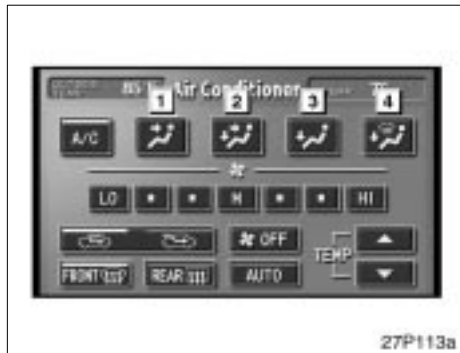 Air Conditioner
1 2 3 4
A/C
LO M HI
OFF
TEMP
FRONT REAR AUTO
27P113a